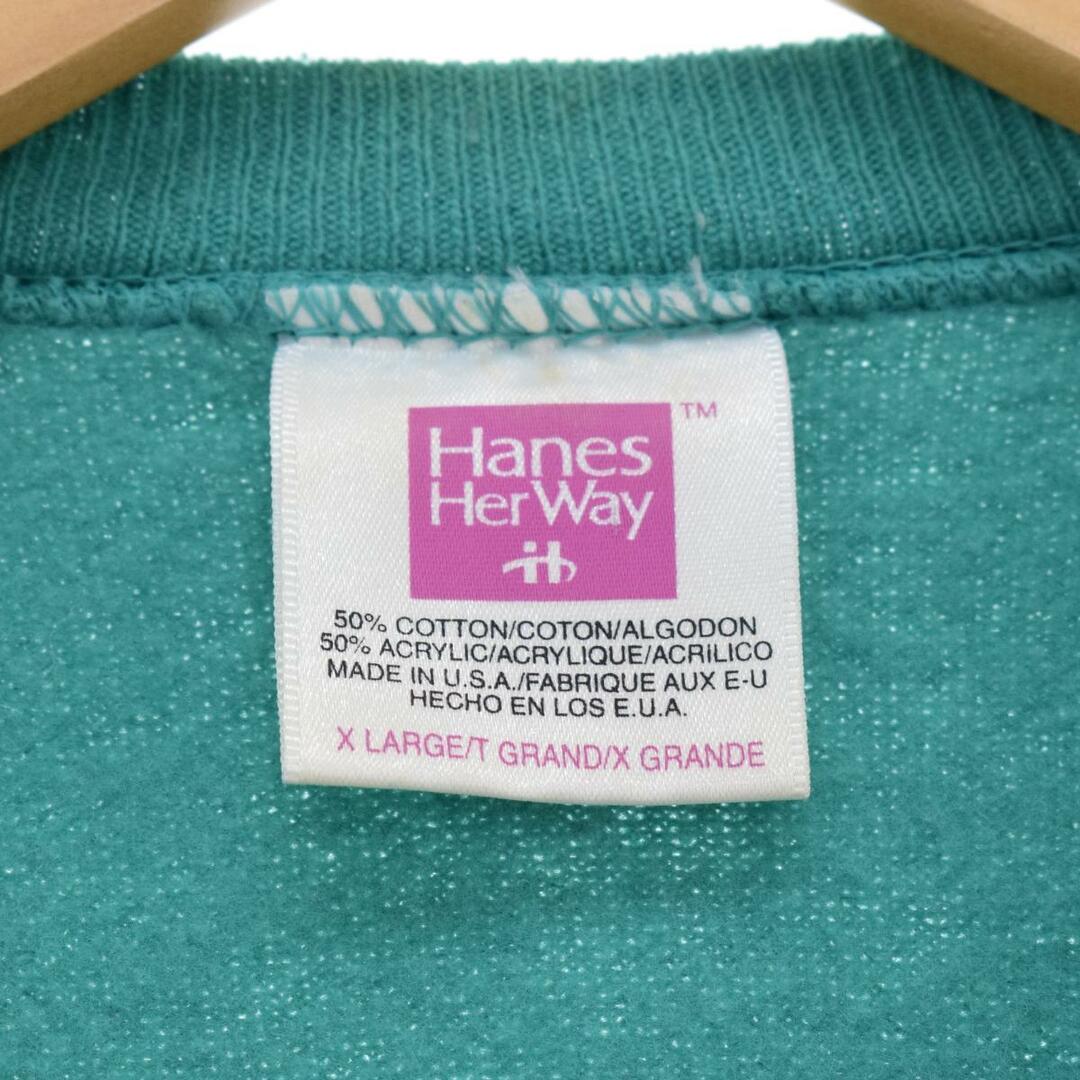 Hanes ™
HerWay
50% COTTON/COTON/ALGODON
50% ACRYLIC/ACRYLIQUE/ACRILICO
MADE IN U.S.A./FABRIQUE AUX E-U
HECHO EN LOS E.U.A.
X LARGE/T GRAND/X GRANDE